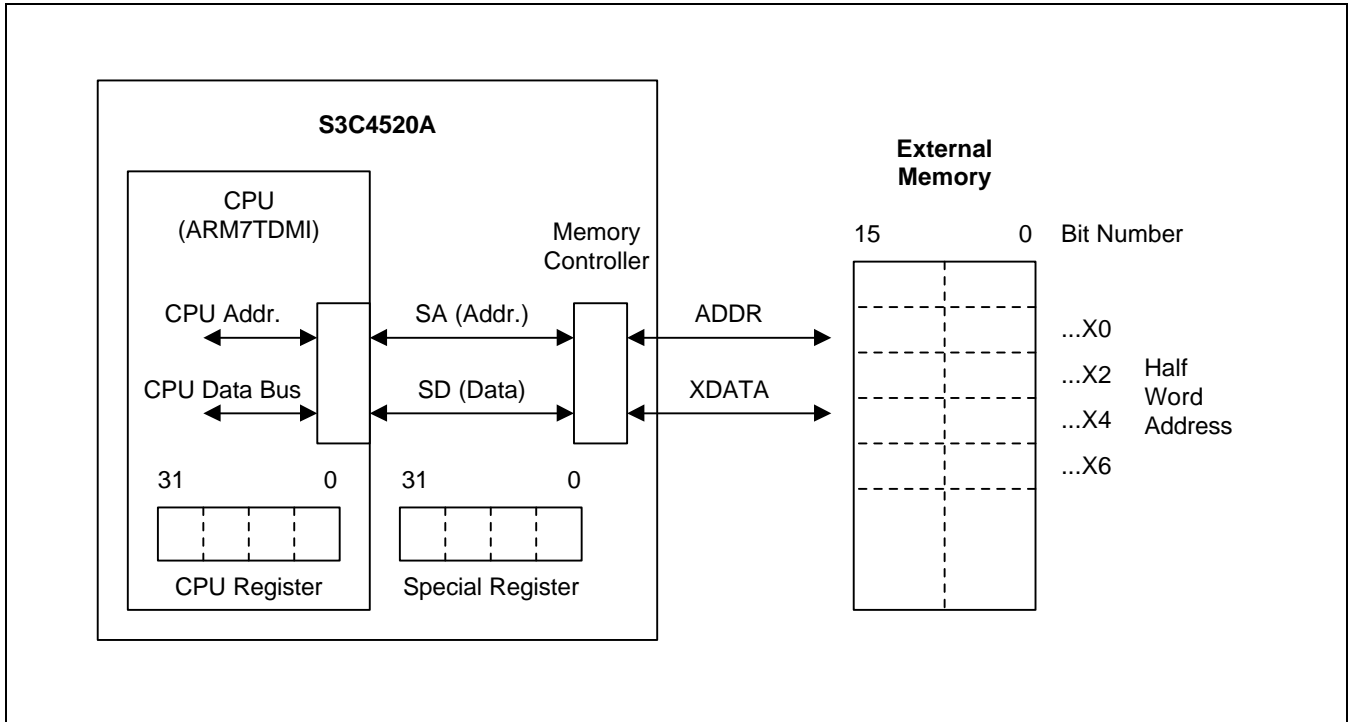 S3C4520A
CPU
(ARM7TDMI)
Memory
Controller
External
Memory
15 0 Bit Number
CPU Addr.
SA (Addr.)
ADDR
CPU Data Bus
SD (Data)
XDATA
...X0
...X2
...X4
...X6
Half
Word
Address
31 0
31 0
CPU Register
Special Register